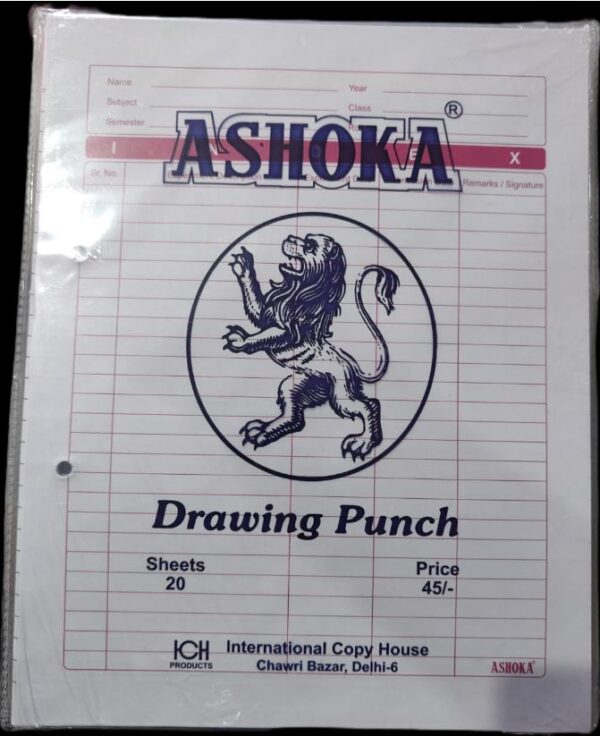 Name
Year
Subject
Class
Semester
ASHOKA®
I X
Sr. No.
Remarks / Signature
Drawing Punch
Sheets
20
Price
45/-
ICH
PRODUCTS
International Copy House
Chawri Bazar, Delhi-6
ASHOKA